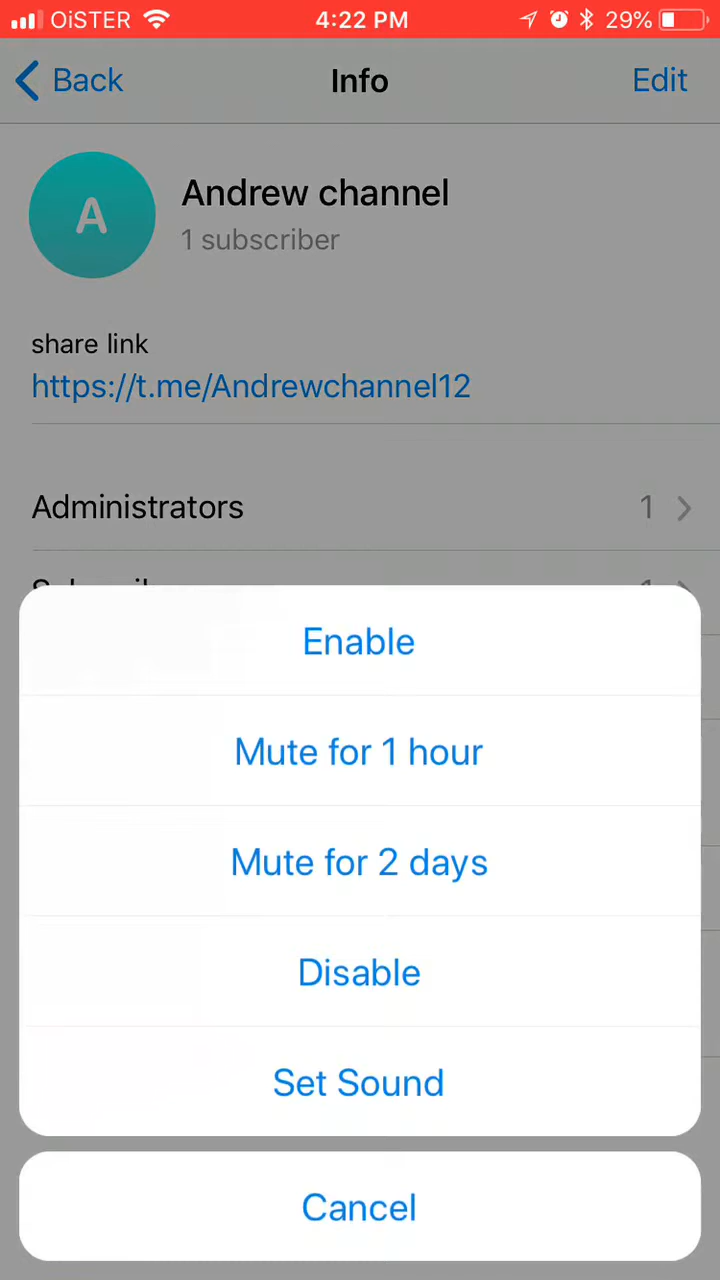 OiSTER 4:22 PM 29%
Back Info Edit
A
Andrew channel
1 subscriber
share link
https://t.me/Andrewchannel12
Administrators 1
Enable
Mute for 1 hour
Mute for 2 days
Disable
Set Sound
Cancel